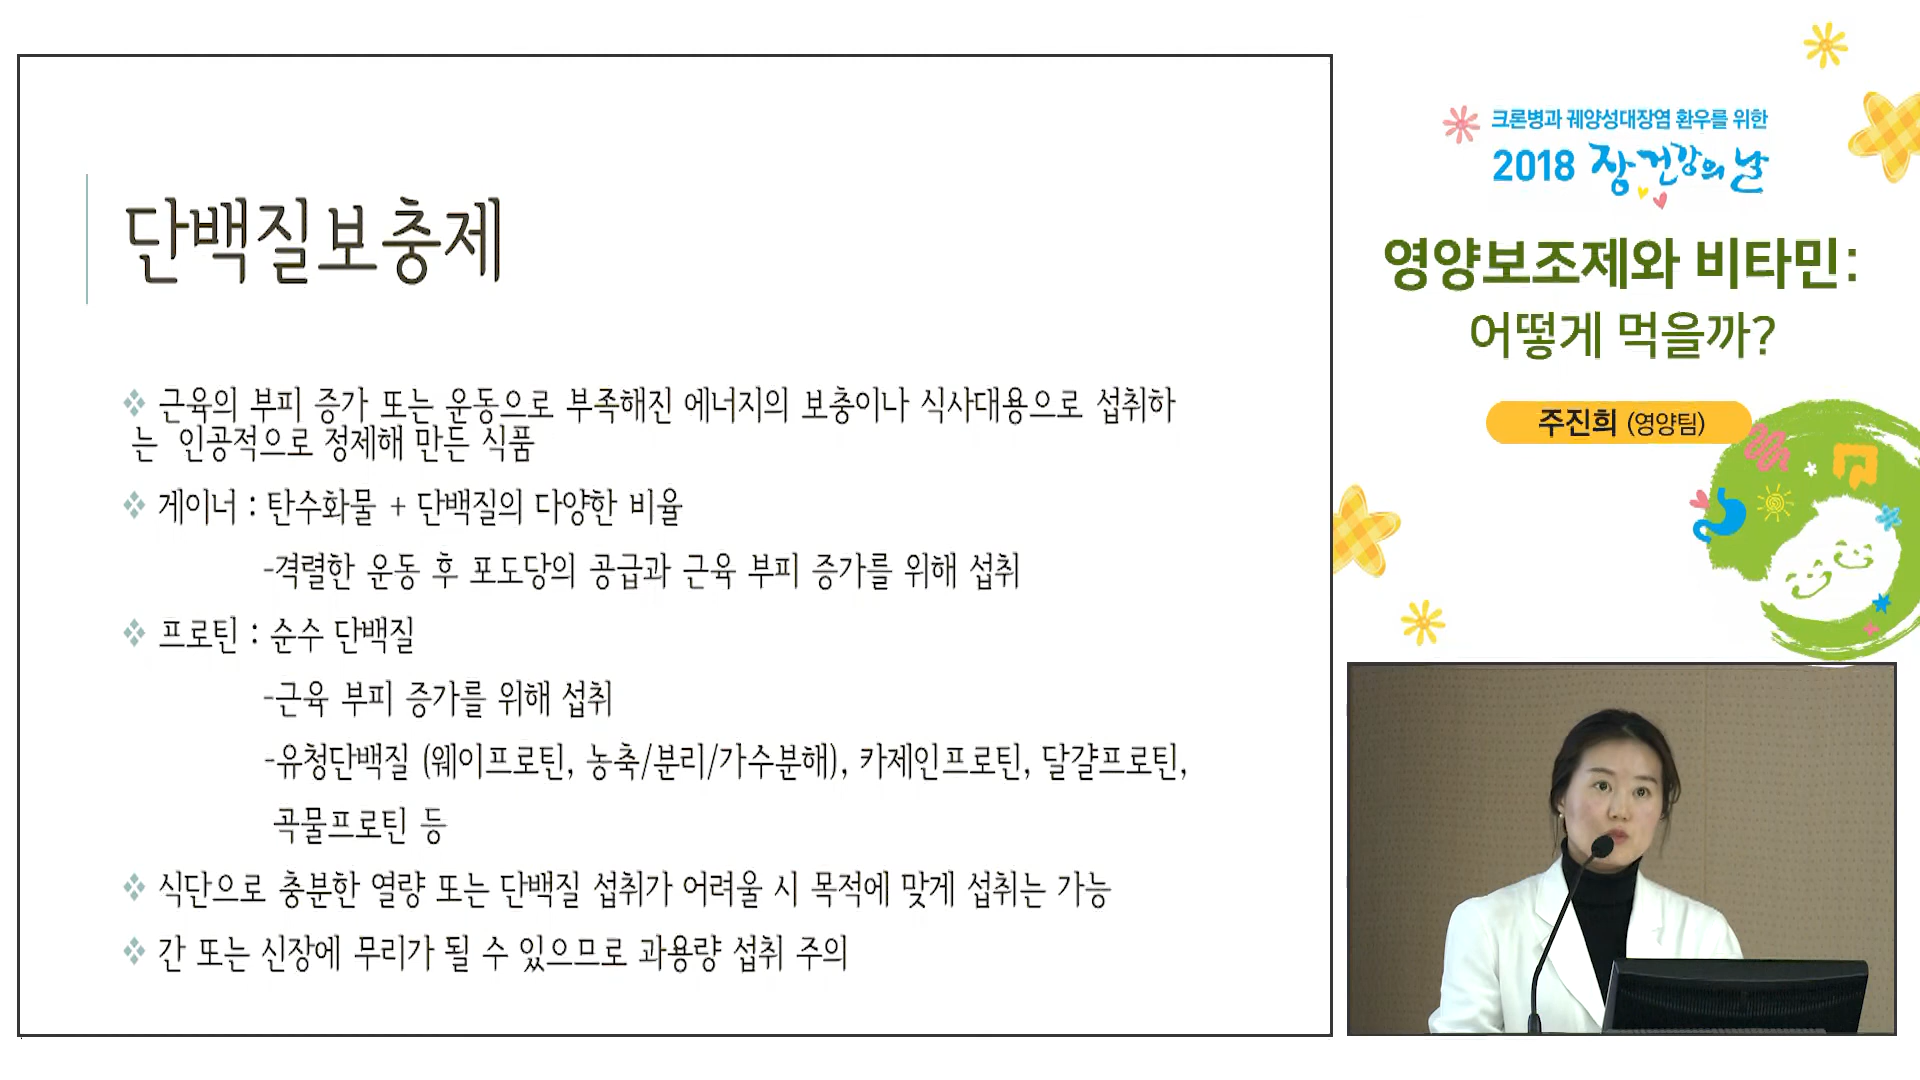 단백질보충제
❖ 근육의 부피 증가 또는 운동으로 부족해진 에너지의 보충이나 식사대용으로 섭취하
는 인공적으로 정제해 만든 식품
❖ 게이너 : 탄수화물 + 단백질의 다양한 비율
-격렬한 운동 후 포도당의 공급과 근육 부피 증가를 위해 섭취
❖ 프로틴 : 순수 단백질
-근육 부피 증가를 위해 섭취
-유청단백질 (웨이프로틴, 농축/분리/가수분해), 카제인프로틴, 달걀프로틴,
곡물프로틴 등
❖ 식단으로 충분한 열량 또는 단백질 섭취가 어려울 시 목적에 맞게 섭취는 가능
❖ 간 또는 신장에 무리가 될 수 있으므로 과용량 섭취 주의
크론병과 궤양성대장염 환우를 위한
2018 장건강의 날
영양보조제와 비타민:
어떻게 먹을까?
주진희 (영양팀)